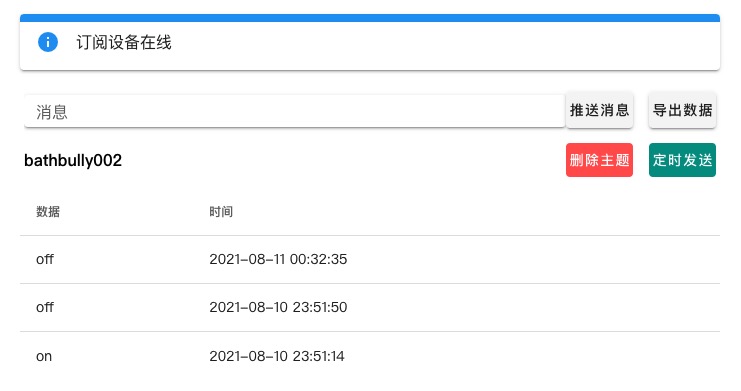 订阅设备在线
消息 推送消息 导出数据
bathbully002 删除主题 定时发送
数据 时间
off 2021-08-11 00:32:35
off 2021-08-10 23:51:50
on 2021-08-10 23:51:14